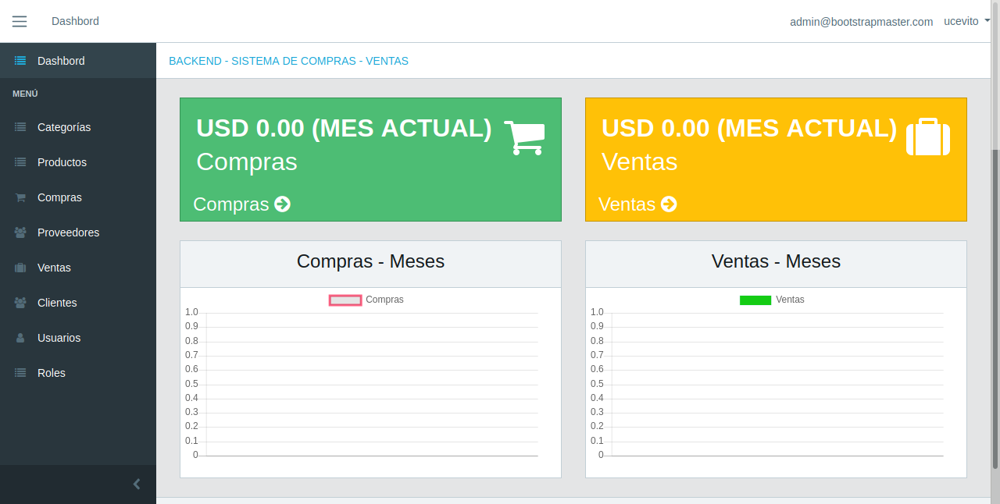 Dashbord
admin@bootstrapmaster.com ucevito
Dashbord
MENÚ
Categorías
Productos
Compras
Proveedores
Ventas
Clientes
Usuarios
Roles
BACKEND - SISTEMA DE COMPRAS - VENTAS
USD 0.00 (MES ACTUAL)
Compras
Compras
USD 0.00 (MES ACTUAL)
Ventas
Ventas
Compras - Meses
Compras
1.0
0.9
0.8
0.7
0.6
0.5
0.4
0.3
0.2
0.1
0
Ventas - Meses
Ventas
1.0
0.9
0.8
0.7
0.6
0.5
0.4
0.3
0.2
0.1
0